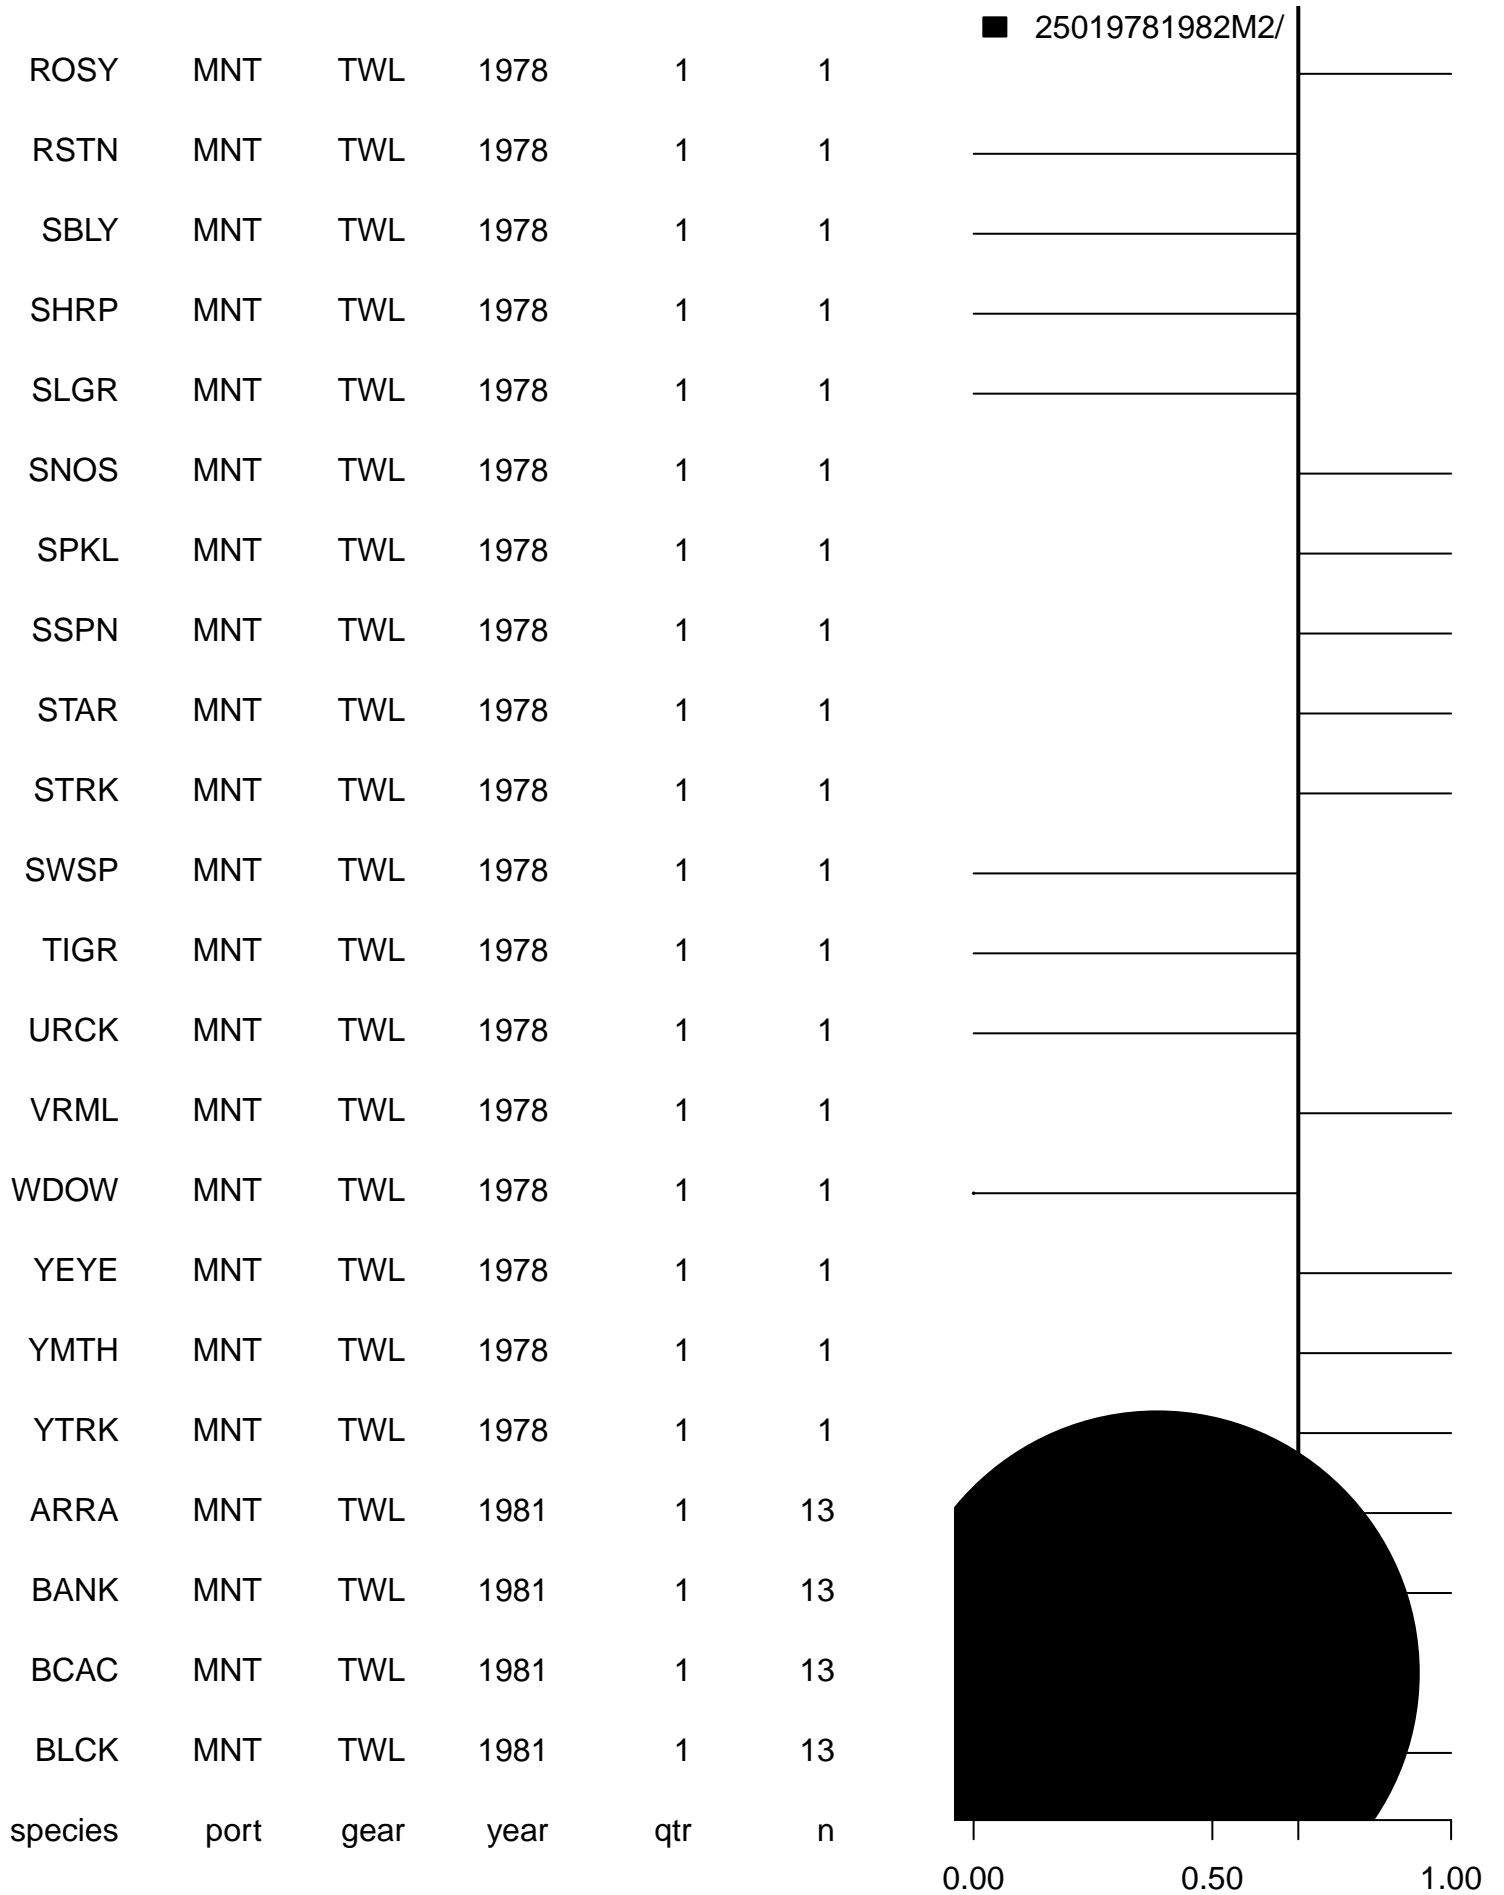 25019781982M2/
ROSY MNT TWL 1978 1 1
RSTN MNT TWL 1978 1 1
SBLY MNT TWL 1978 1 1
SHRP MNT TWL 1978 1 1
SLGR MNT TWL 1978 1 1
SNOS MNT TWL 1978 1 1
SPKL MNT TWL 1978 1 1
SSPN MNT TWL 1978 1 1
STAR MNT TWL 1978 1 1
STRK MNT TWL 1978 1 1
SWSP MNT TWL 1978 1 1
TIGR MNT TWL 1978 1 1
URCK MNT TWL 1978 1 1
VRML MNT TWL 1978 1 1
WDOW MNT TWL 1978 1 1
YEYE MNT TWL 1978 1 1
YMTH MNT TWL 1978 1 1
YTRK MNT TWL 1978 1 1
ARRA MNT TWL 1981 1 13
BANK MNT TWL 1981 1 13
BCAC MNT TWL 1981 1 13
BLCK MNT TWL 1981 1 13
species port gear year qtr n
0.00 0.50 1.00